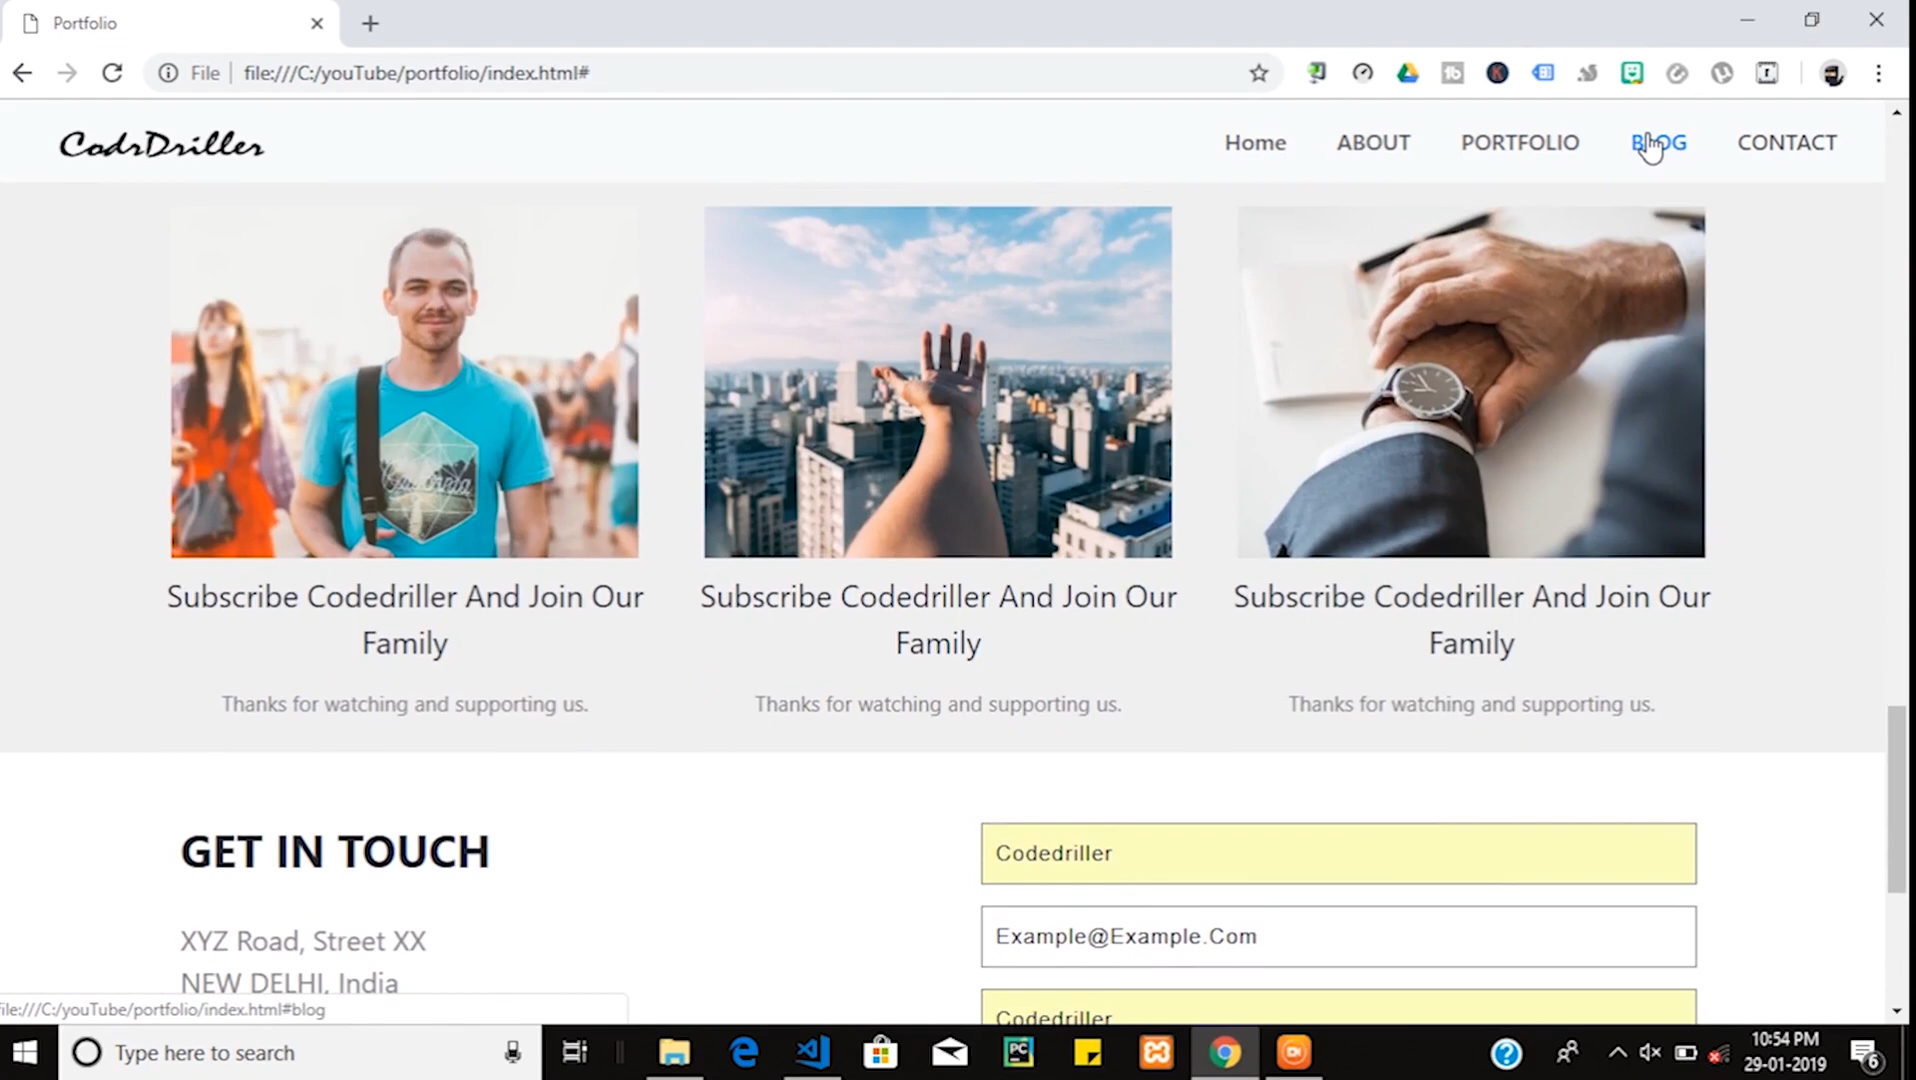 Portfolio
File file:///C:/youTube/portfolio/index.html#
CodrDriller
Home ABOUT PORTFOLIO BLOG CONTACT
Subscribe Codedriller And Join Our
Family
Thanks for watching and supporting us.
Subscribe Codedriller And Join Our
Family
Thanks for watching and supporting us.
Subscribe Codedriller And Join Our
Family
Thanks for watching and supporting us.
GET IN TOUCH
XYZ Road, Street XX
NEW DELHI, India
Codedriller
Example@Example.Com
Codedriller
file:///C:/youTube/portfolio/index.html#blog
Type here to search
PC
10:54 PM
29-01-2019
6